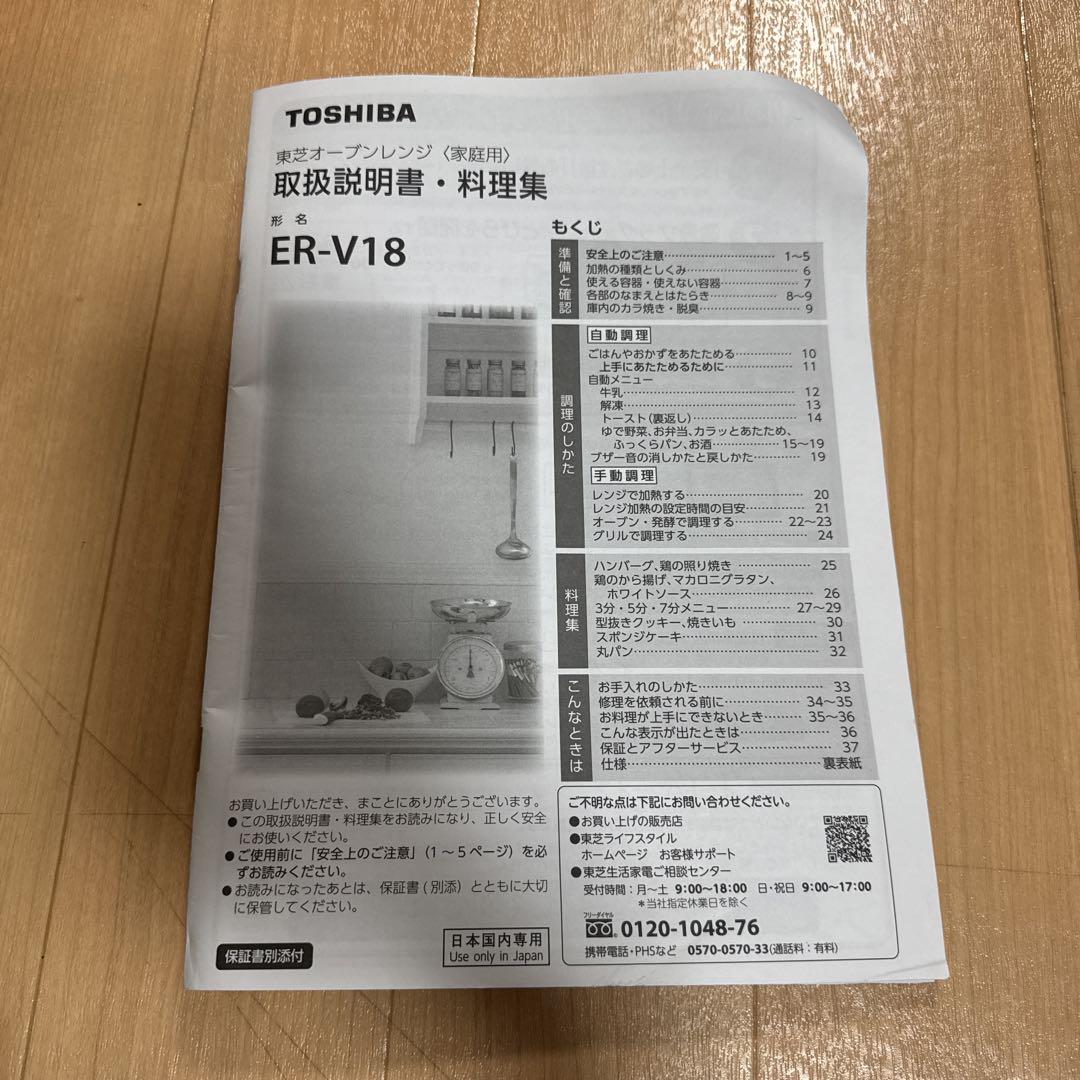 TOSHIBA
東芝オーブンレンジ〈家庭用〉
取扱説明書・料理集
形名
ER-V18
もくじ
準備と確認
安全上のご注意 1～5
加熱の種類としくみ 6
使える容器・使えない容器 7
各部のなまえとはたらき 8～9
庫内のカラ焼き・脱臭 9
調理のしかた
自動調理
ごはんやおかずをあたためる 10
上手にあたためるために 11
自動メニュー
牛乳 12
解凍 13
トースト(裏返し) 14
ゆで野菜、お弁当、カラッとあたため、
ふっくらパン、お酒 15～19
ブザー音の消しかたと戻しかた 19
手動調理
レンジで加熱する 20
レンジ加熱の設定時間の目安 21
オーブン・発酵で調理する 22～23
グリルで調理する 24
料理集
ハンバーグ、鶏の照り焼き 25
鶏のから揚げ、マカロニグラタン、
ホワイトソース 26
3分・5分・7分メニュー 27～29
型抜きクッキー、焼きいも 30
スポンジケーキ 31
丸パン 32
こんなときは
お手入れのしかた 33
修理を依頼される前に 34～35
お料理が上手にできないとき 35～36
こんな表示が出たときは 36
保証とアフターサービス 37
仕様 裏表紙
お買い上げいただき、まことにありがとうございます。
●この取扱説明書・料理集をお読みになり、正しく安全
にお使いください。
●ご使用前に「安全上のご注意」(1～5ページ)を必
ずお読みください。
●お読みになったあとは、保証書(別添)とともに大切
に保管してください。
保証書別添付
日本国内専用
Use only in Japan
ご不明な点は下記にお問い合わせください。
●お買い上げの販売店
●東芝ライフスタイル
ホームページ お客様サポート
●東芝生活家電ご相談センター
受付時間：月～土 9:00～18:00 日・祝日 9:00～17:00
＊当社指定休業日を除く
フリーダイヤル
0120-1048-76
携帯電話・PHSなど 0570-0570-33(通話料：有料)